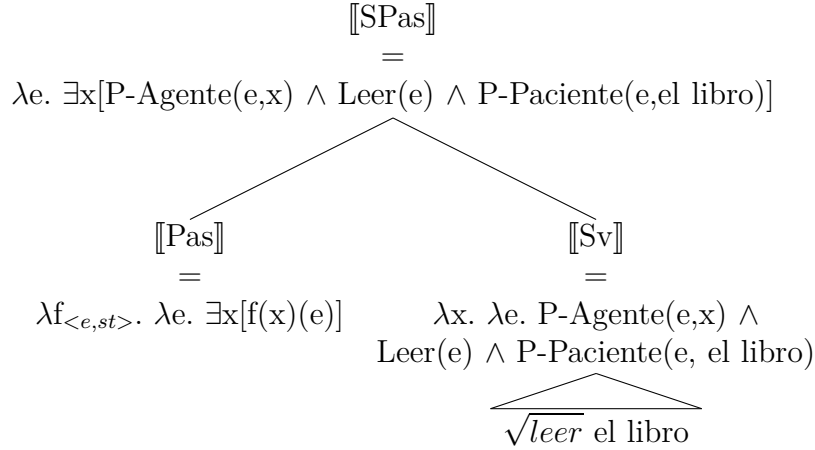 ⟦SPas⟧
=
λe. ∃x[P-Agente(e,x) ∧ Leer(e) ∧ P-Paciente(e,el libro)]
⟦Pas⟧
=
λf<e,st>. λe. ∃x[f(x)(e)]
⟦Sv⟧
=
λx. λe. P-Agente(e,x) ∧
Leer(e) ∧ P-Paciente(e, el libro)
√leer el libro